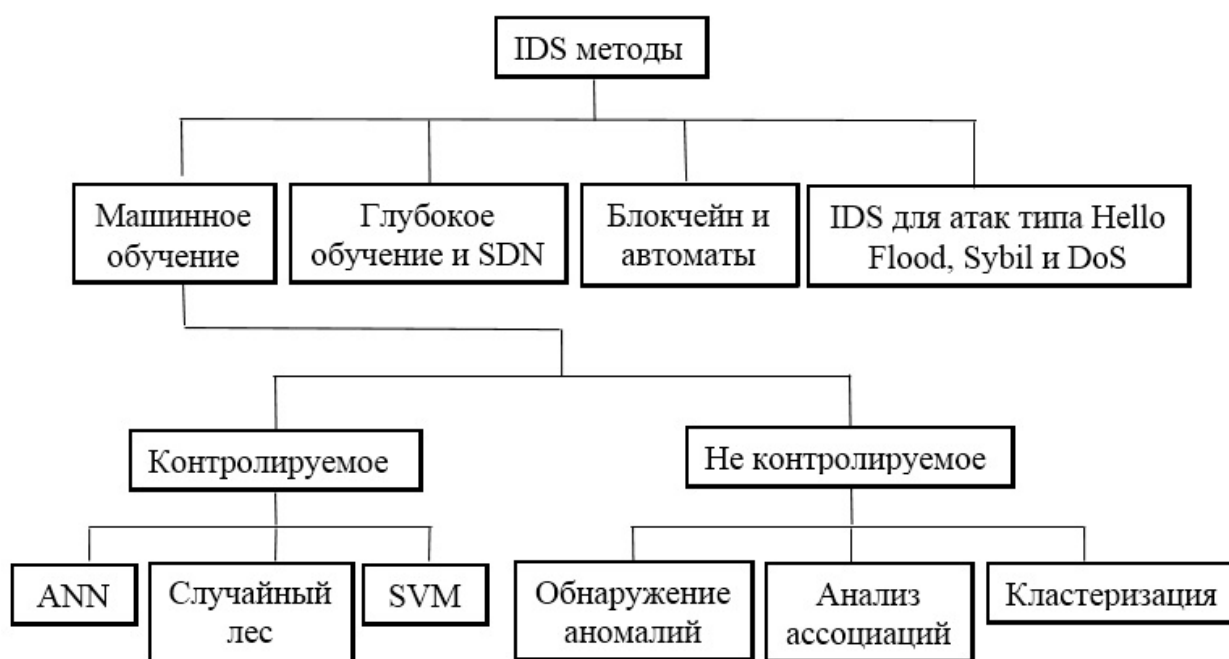 IDS методы
Машинное
обучение
Глубокое
обучение и SDN
Блокчейн и
автоматы
IDS для атак типа Hello
Flood, Sybil и DoS
Контролируемое
Не контролируемое
ANN
Случайный
лес
SVM
Обнаружение
аномалий
Анализ
ассоциаций
Кластеризация